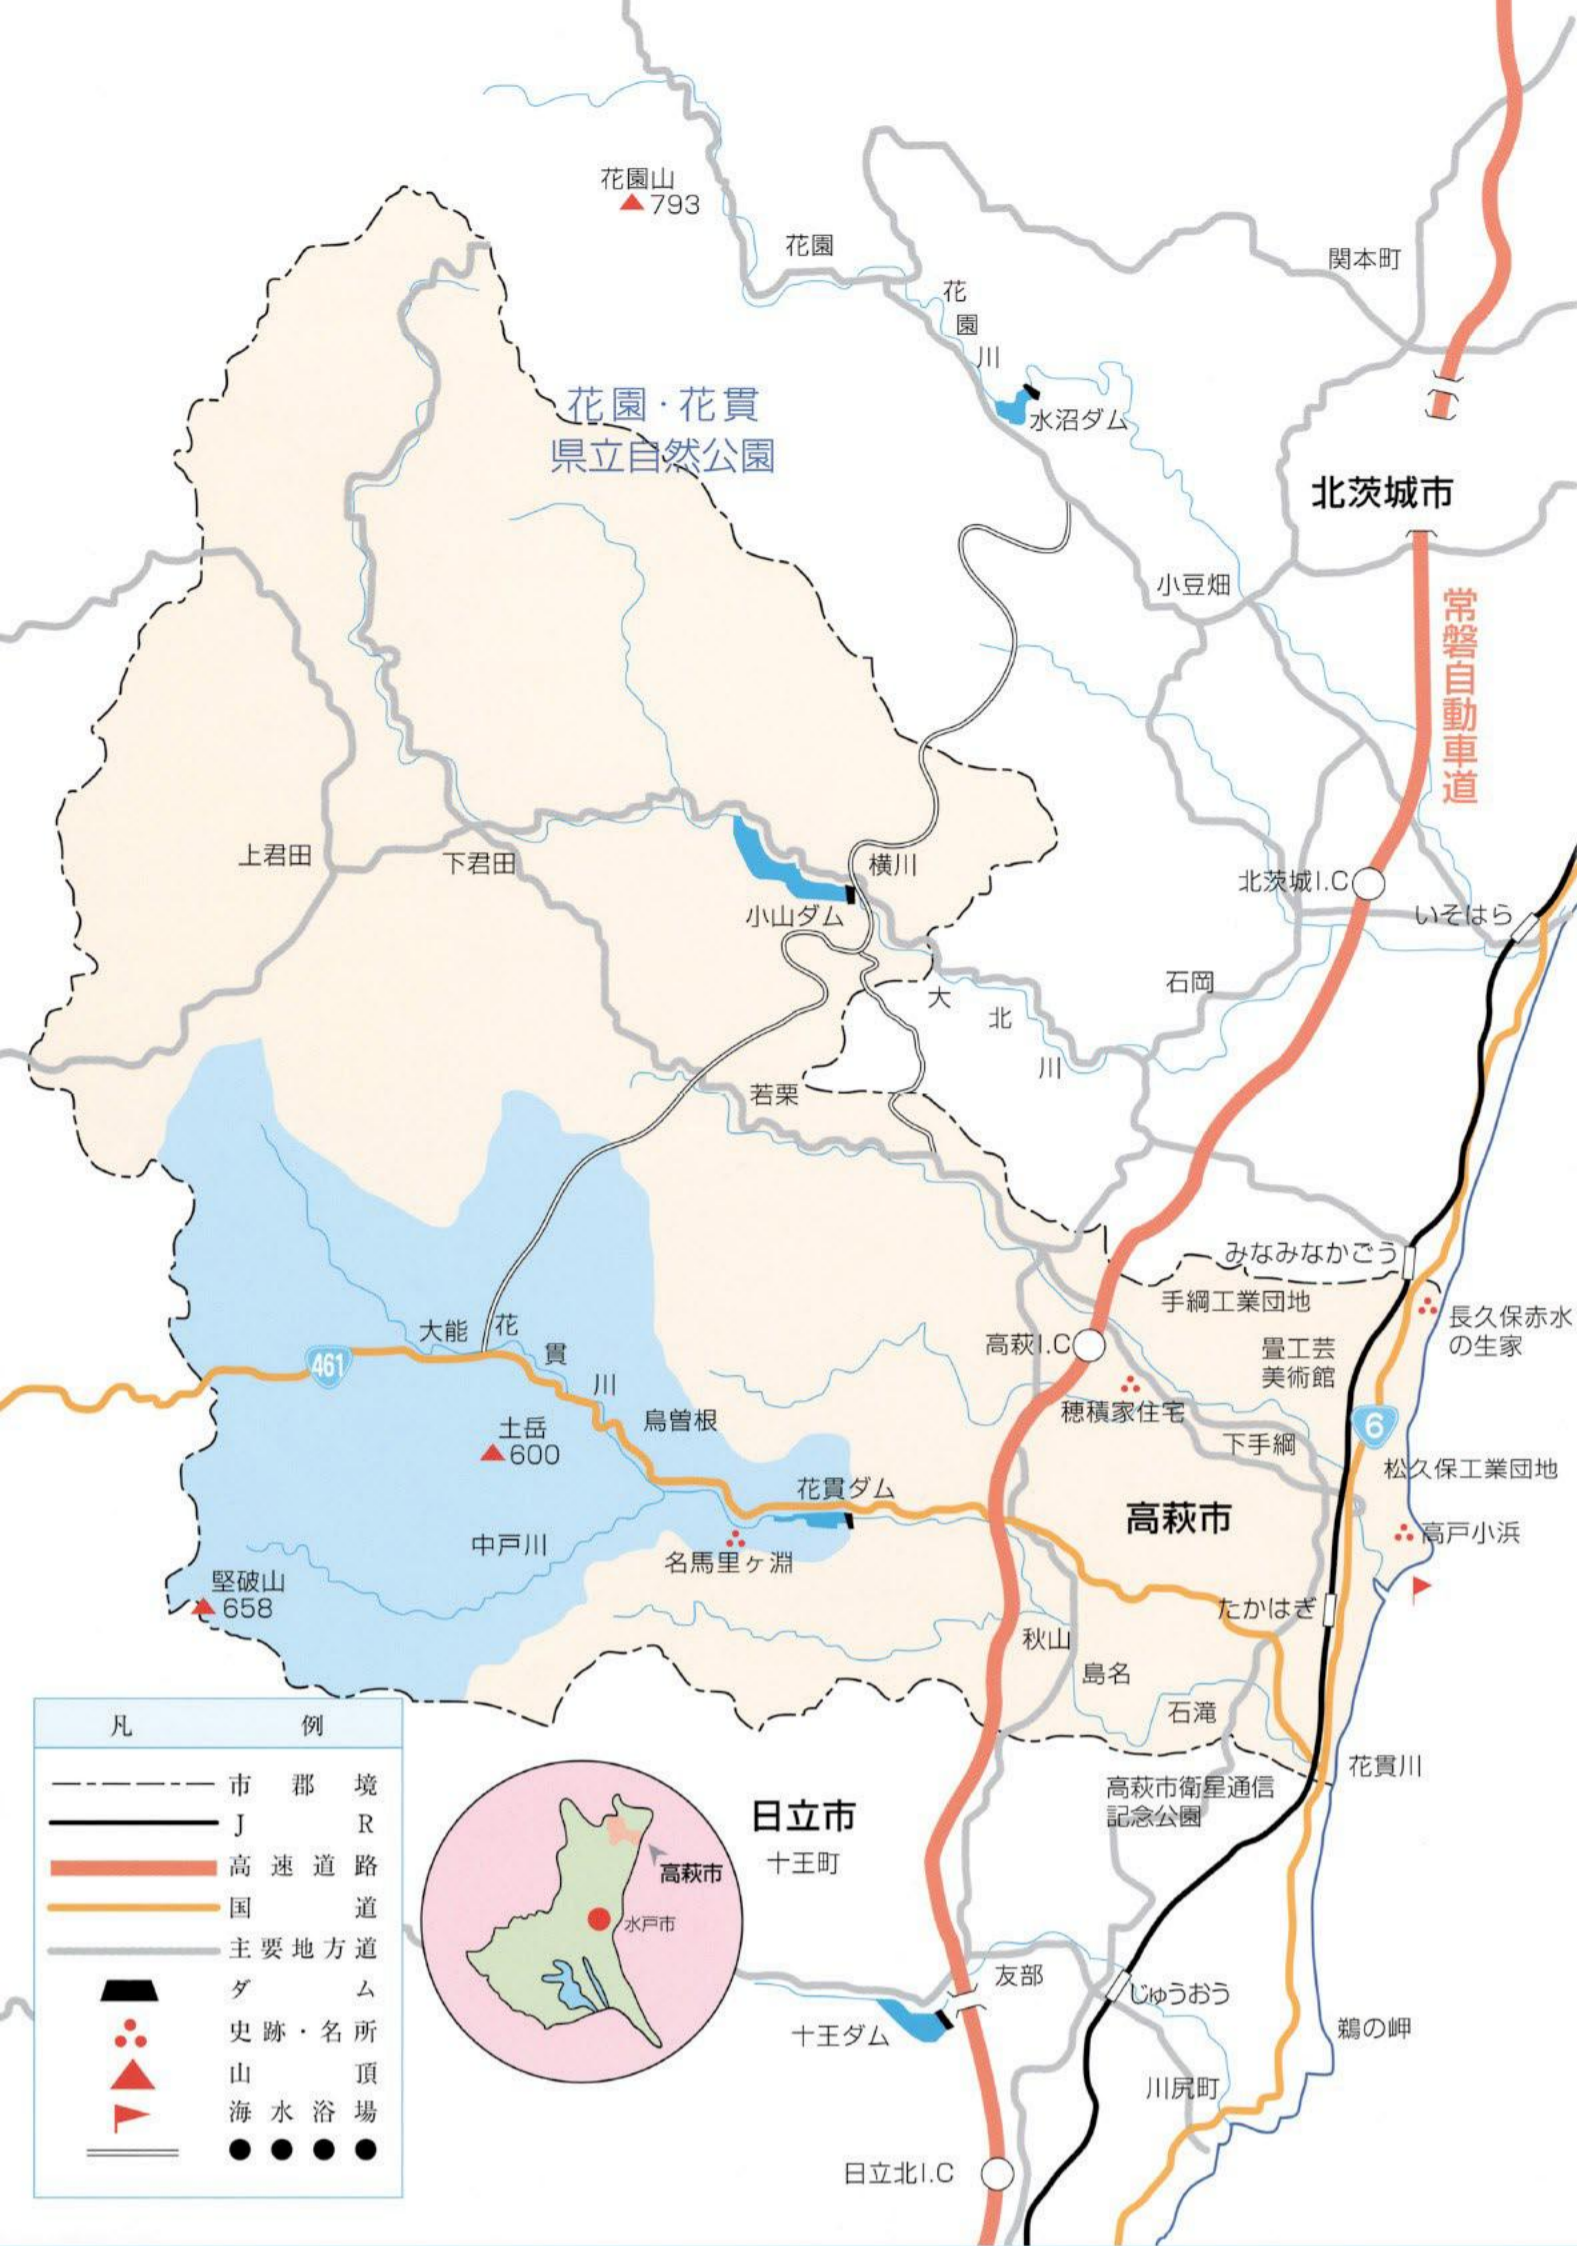 花園山
793
花園
関本町
花
園
川
花園・花貫
県立自然公園
水沼ダム
北茨城市
小豆畑
常磐自動車道
上君田
下君田
横川
北茨城I.C
いそはら
小山ダム
大
北
川
石岡
若栗
みなみなかごう
手綱工業団地
長久保赤水
の生家
大能
花
貫
川
461
高萩I.C
畳工芸
美術館
穂積家住宅
6
鳥曽根
土岳
600
下手綱
松久保工業団地
花貫ダム
高萩市
高戸小浜
中戸川
名馬里ヶ淵
堅破山
658
たかはぎ
秋山
島名
石滝
花貫川
高萩市衛星通信
記念公園
凡例
市郡境
JR
高速道路
国道
主要地方道
ダム
史跡・名所
山頂
海水浴場
●●●●
高萩市
水戸市
日立市
十王町
友部
じゅうおう
十王ダム
鵜の岬
川尻町
日立北I.C